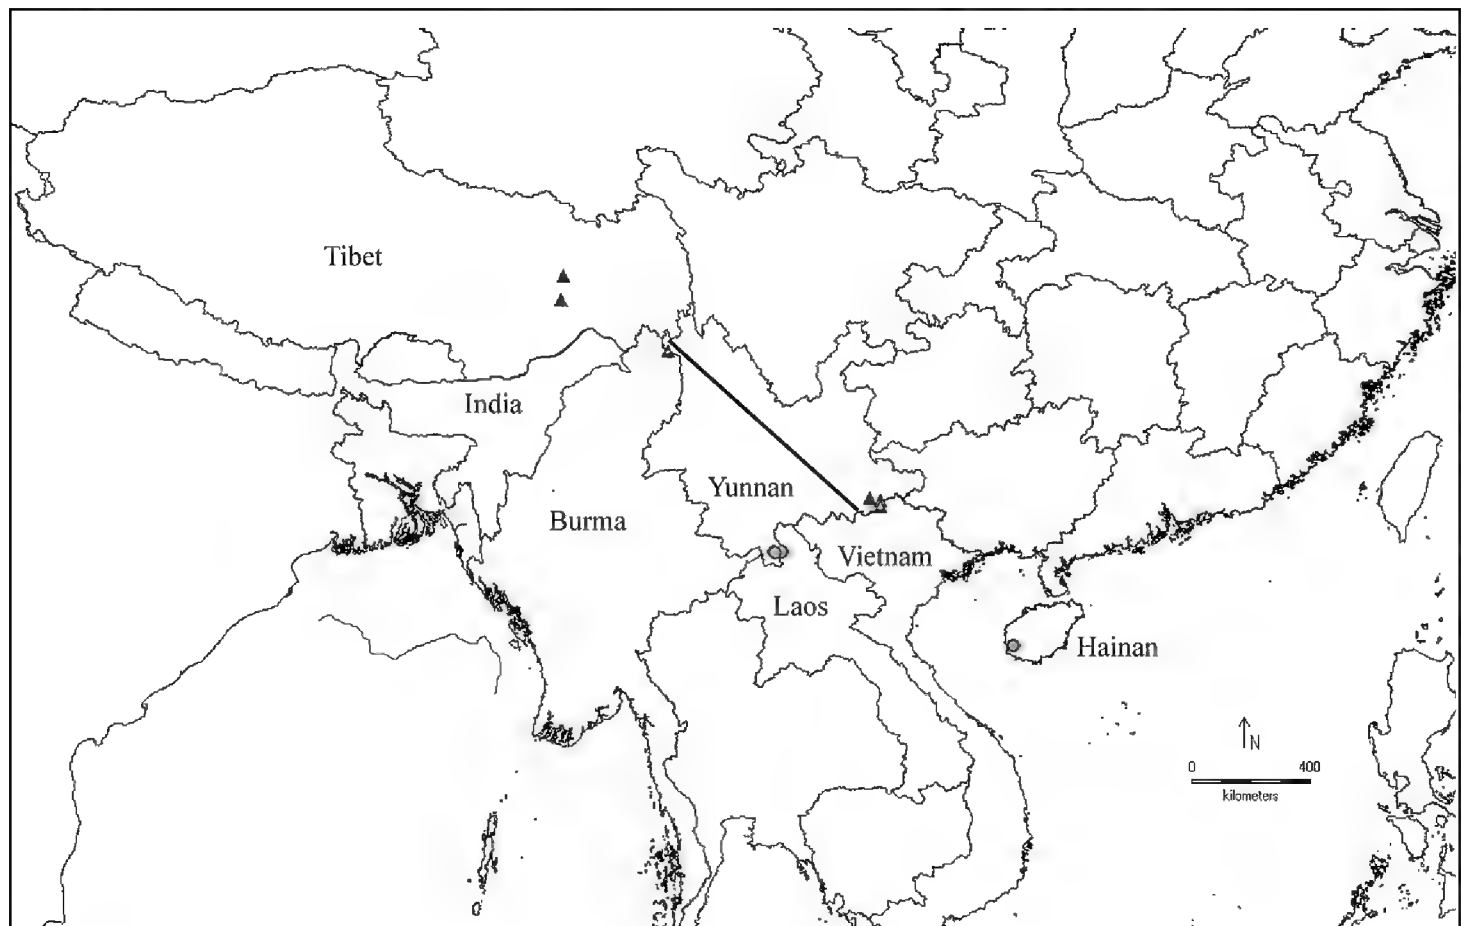 Tibet
India
Yunnan
Burma
Vietnam
Laos
Hainan
N
0 400
kilometers